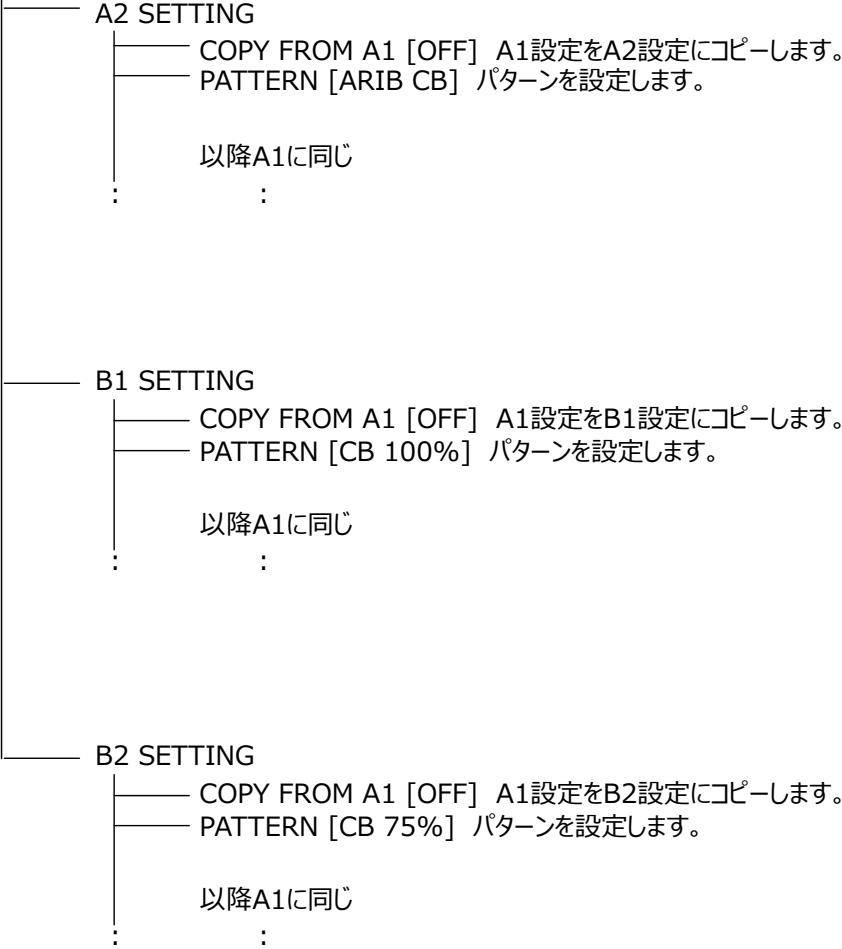 A2 SETTING
COPY FROM A1 [OFF] A1設定をA2設定にコピーします。
PATTERN [ARIB CB] パターンを設定します。
以降A1に同じ
: :
B1 SETTING
COPY FROM A1 [OFF] A1設定をB1設定にコピーします。
PATTERN [CB 100%] パターンを設定します。
以降A1に同じ
: :
B2 SETTING
COPY FROM A1 [OFF] A1設定をB2設定にコピーします。
PATTERN [CB 75%] パターンを設定します。
以降A1に同じ
: :